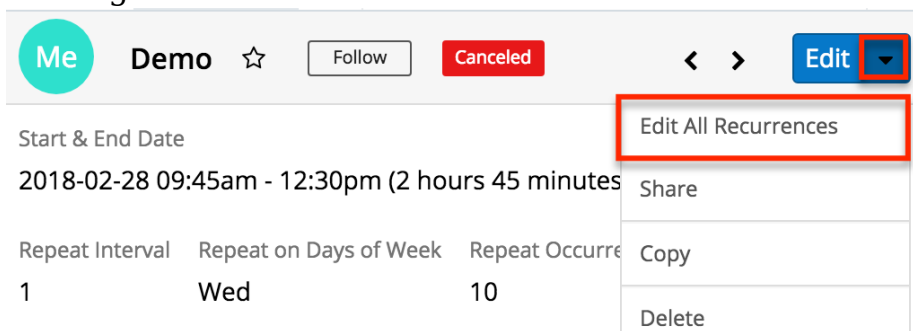 Me Demo Follow Canceled Edit
Start & End Date
Edit All Recurrences
2018-02-28 09:45am - 12:30pm (2 hours 45 minutes
Share
Repeat Interval Repeat on Days of Week Repeat Occurre
Copy
1 Wed 10
Delete